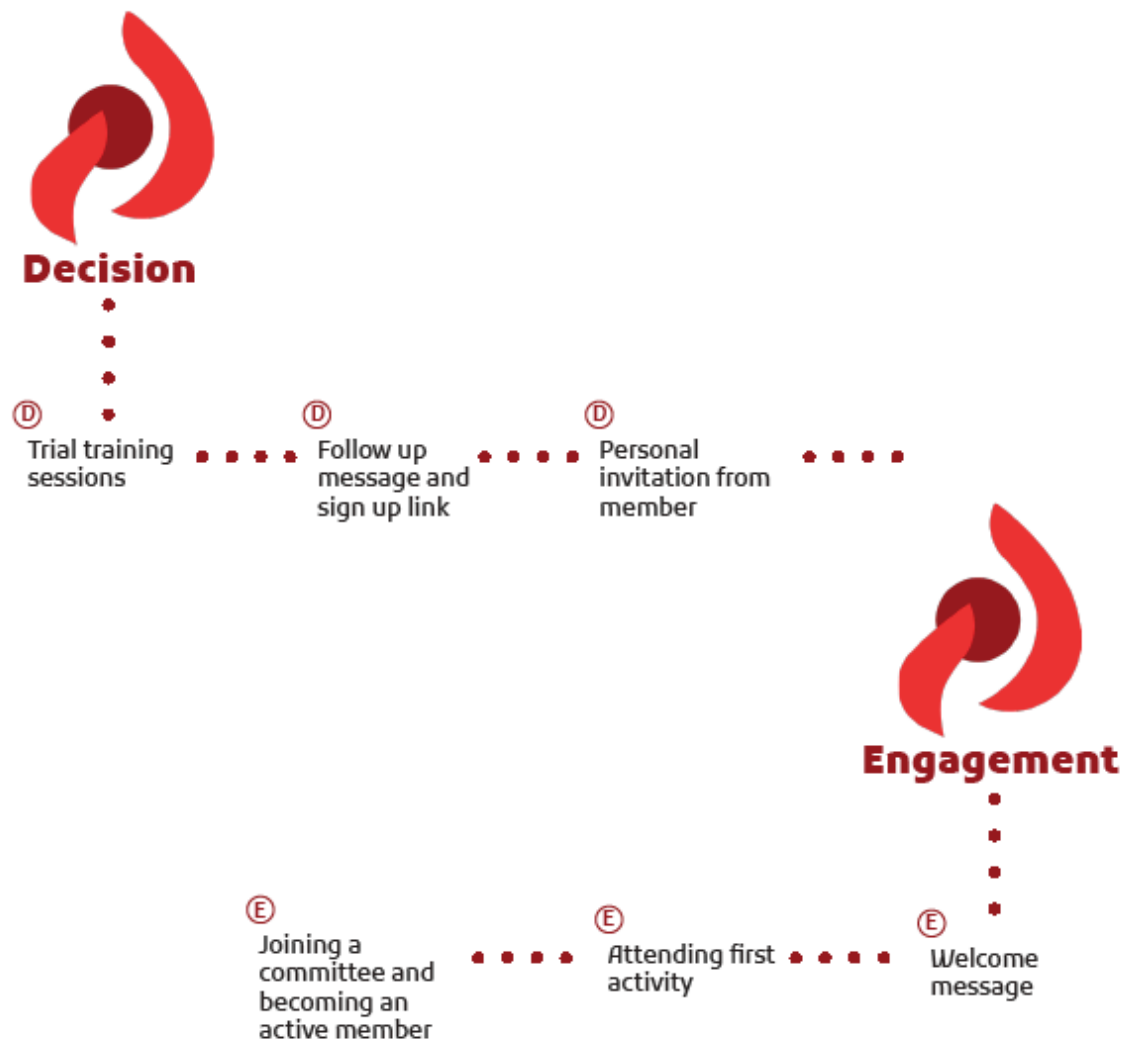 Decision
D
Trial training
sessions
D
Follow up
message and
sign up link
D
Personal
invitation from
member
Engagement
E
Joining a
committee and
becoming an
active member
E
Attending first
activity
E
Welcome
message